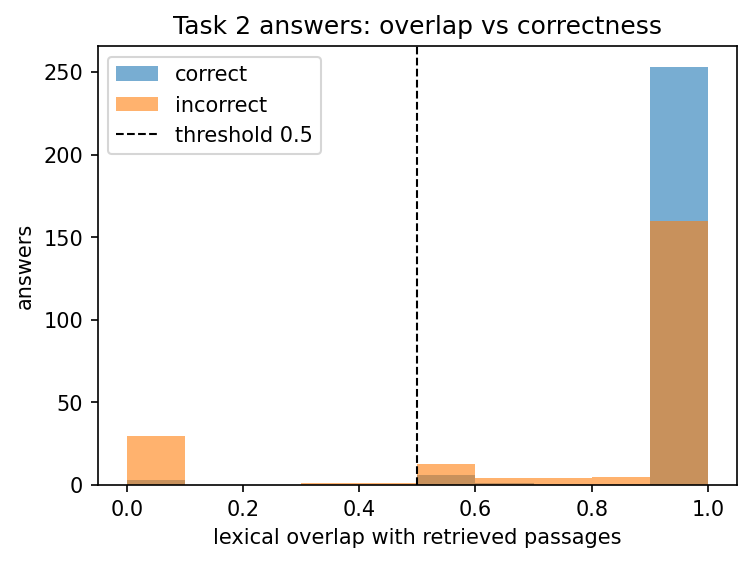 Task 2 answers: overlap vs correctness
correct
incorrect
threshold 0.5
answers
250
200
150
100
50
0
0.0 0.2 0.4 0.6 0.8 1.0
lexical overlap with retrieved passages